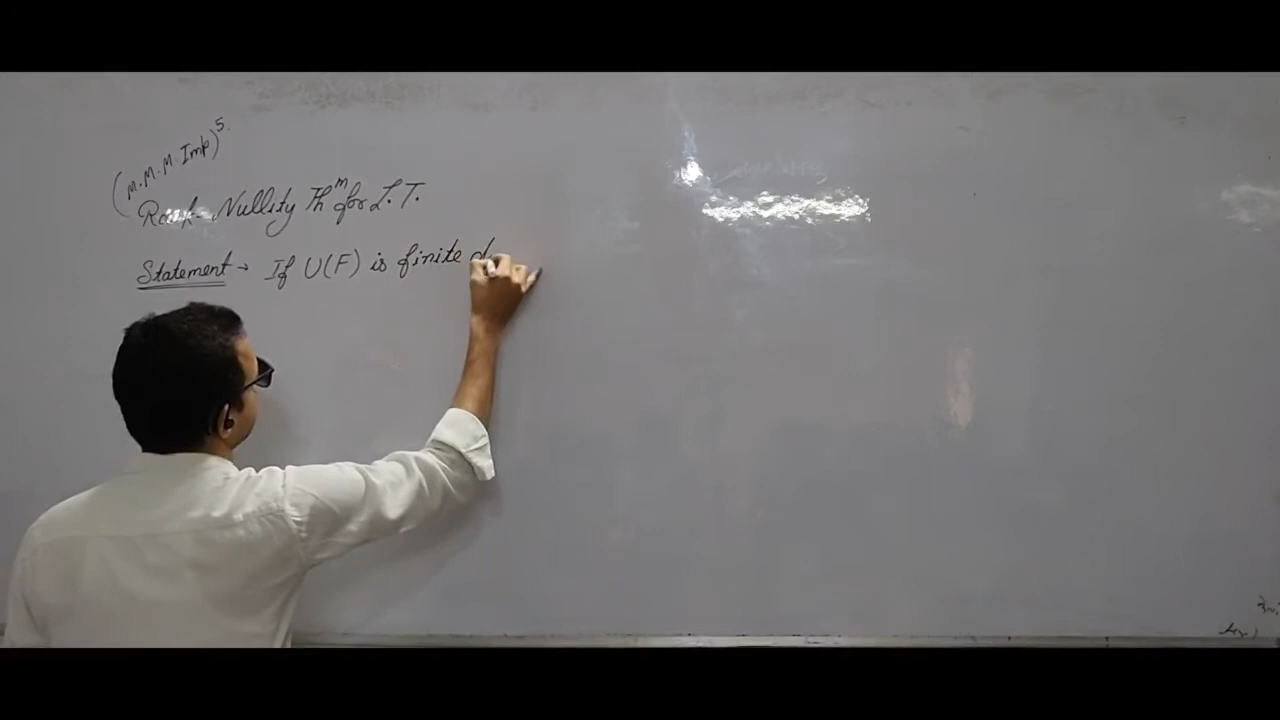 (M.M.M. Imp)⁵.
Rank-Nullity Thᵐ for L.T.
Statement → If U(F) is finite d